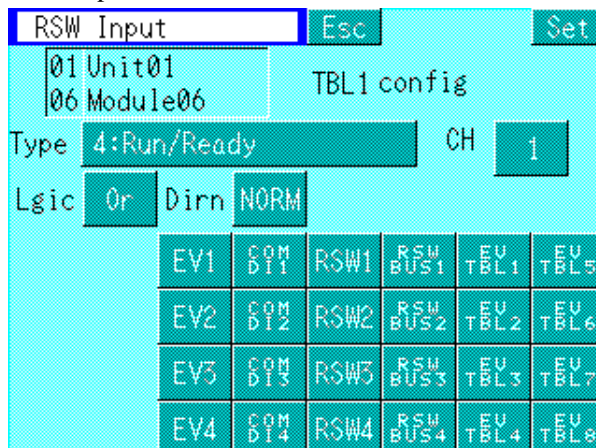 RSW Input Esc Set
01 Unit01
TBL1 config
06 Module06
Type 4:Run/Ready CH 1
Lgic Or Dirn NORM
EV1 COM DI1 RSW1 RSW BUS1 EV TBL1 EV TBL5
EV2 COM DI2 RSW2 RSW BUS2 EV TBL2 EV TBL6
EV3 COM DI3 RSW3 RSW BUS3 EV TBL3 EV TBL7
EV4 COM DI4 RSW4 RSW BUS4 EV TBL4 EV TBL8